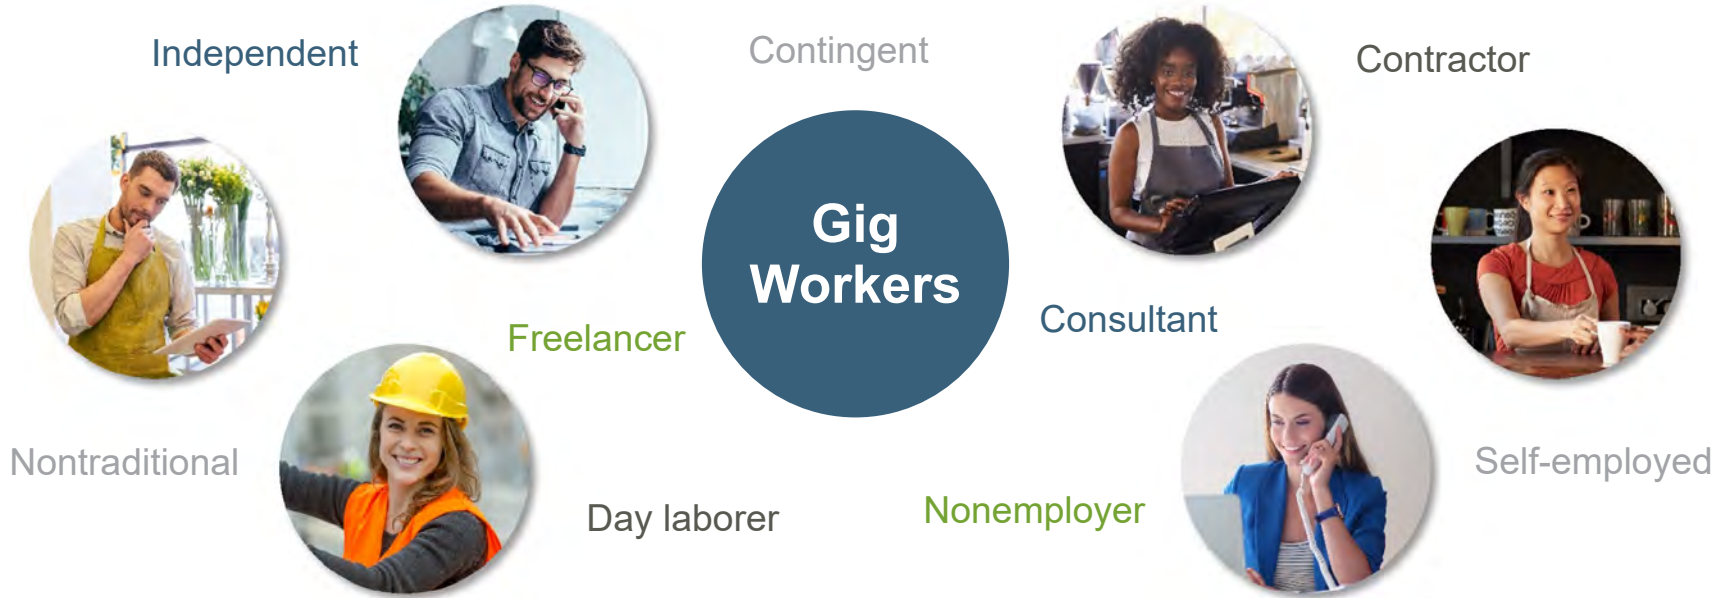 Independent
Contingent
Contractor
Gig
Workers
Freelancer
Consultant
Nontraditional
Self-employed
Day laborer
Nonemployer